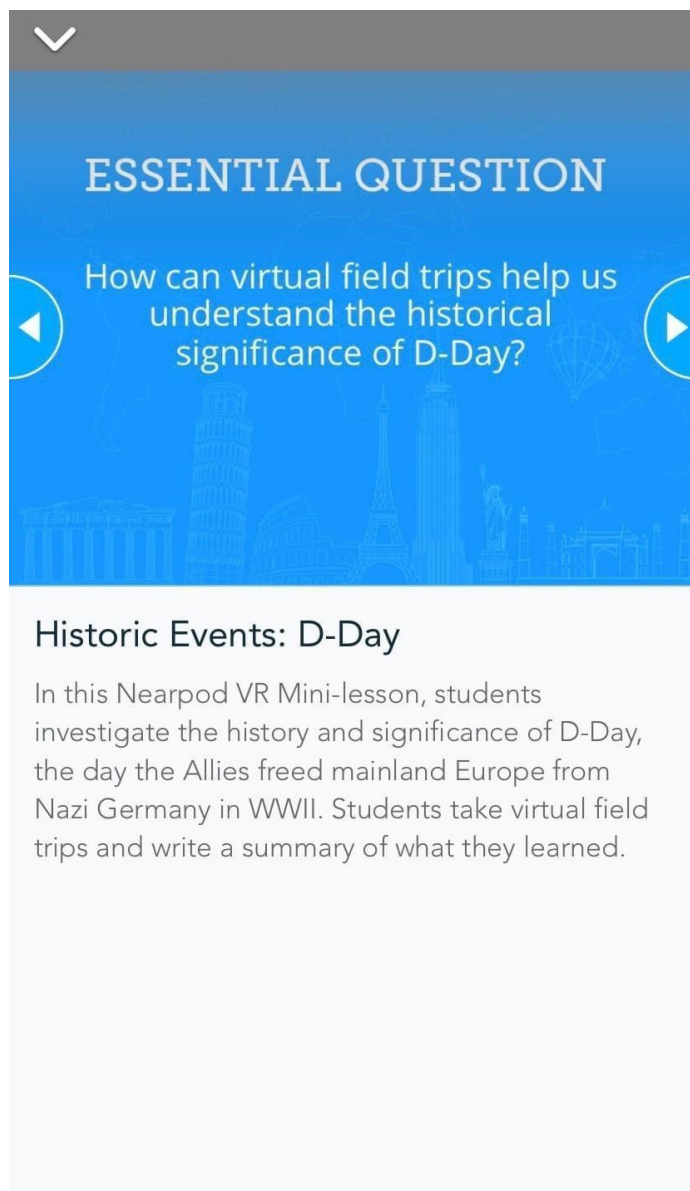 ESSENTIAL QUESTION
How can virtual field trips help us
understand the historical
significance of D-Day?
Historic Events: D-Day
In this Nearpod VR Mini-lesson, students
investigate the history and significance of D-Day,
the day the Allies freed mainland Europe from
Nazi Germany in WWII. Students take virtual field
trips and write a summary of what they learned.